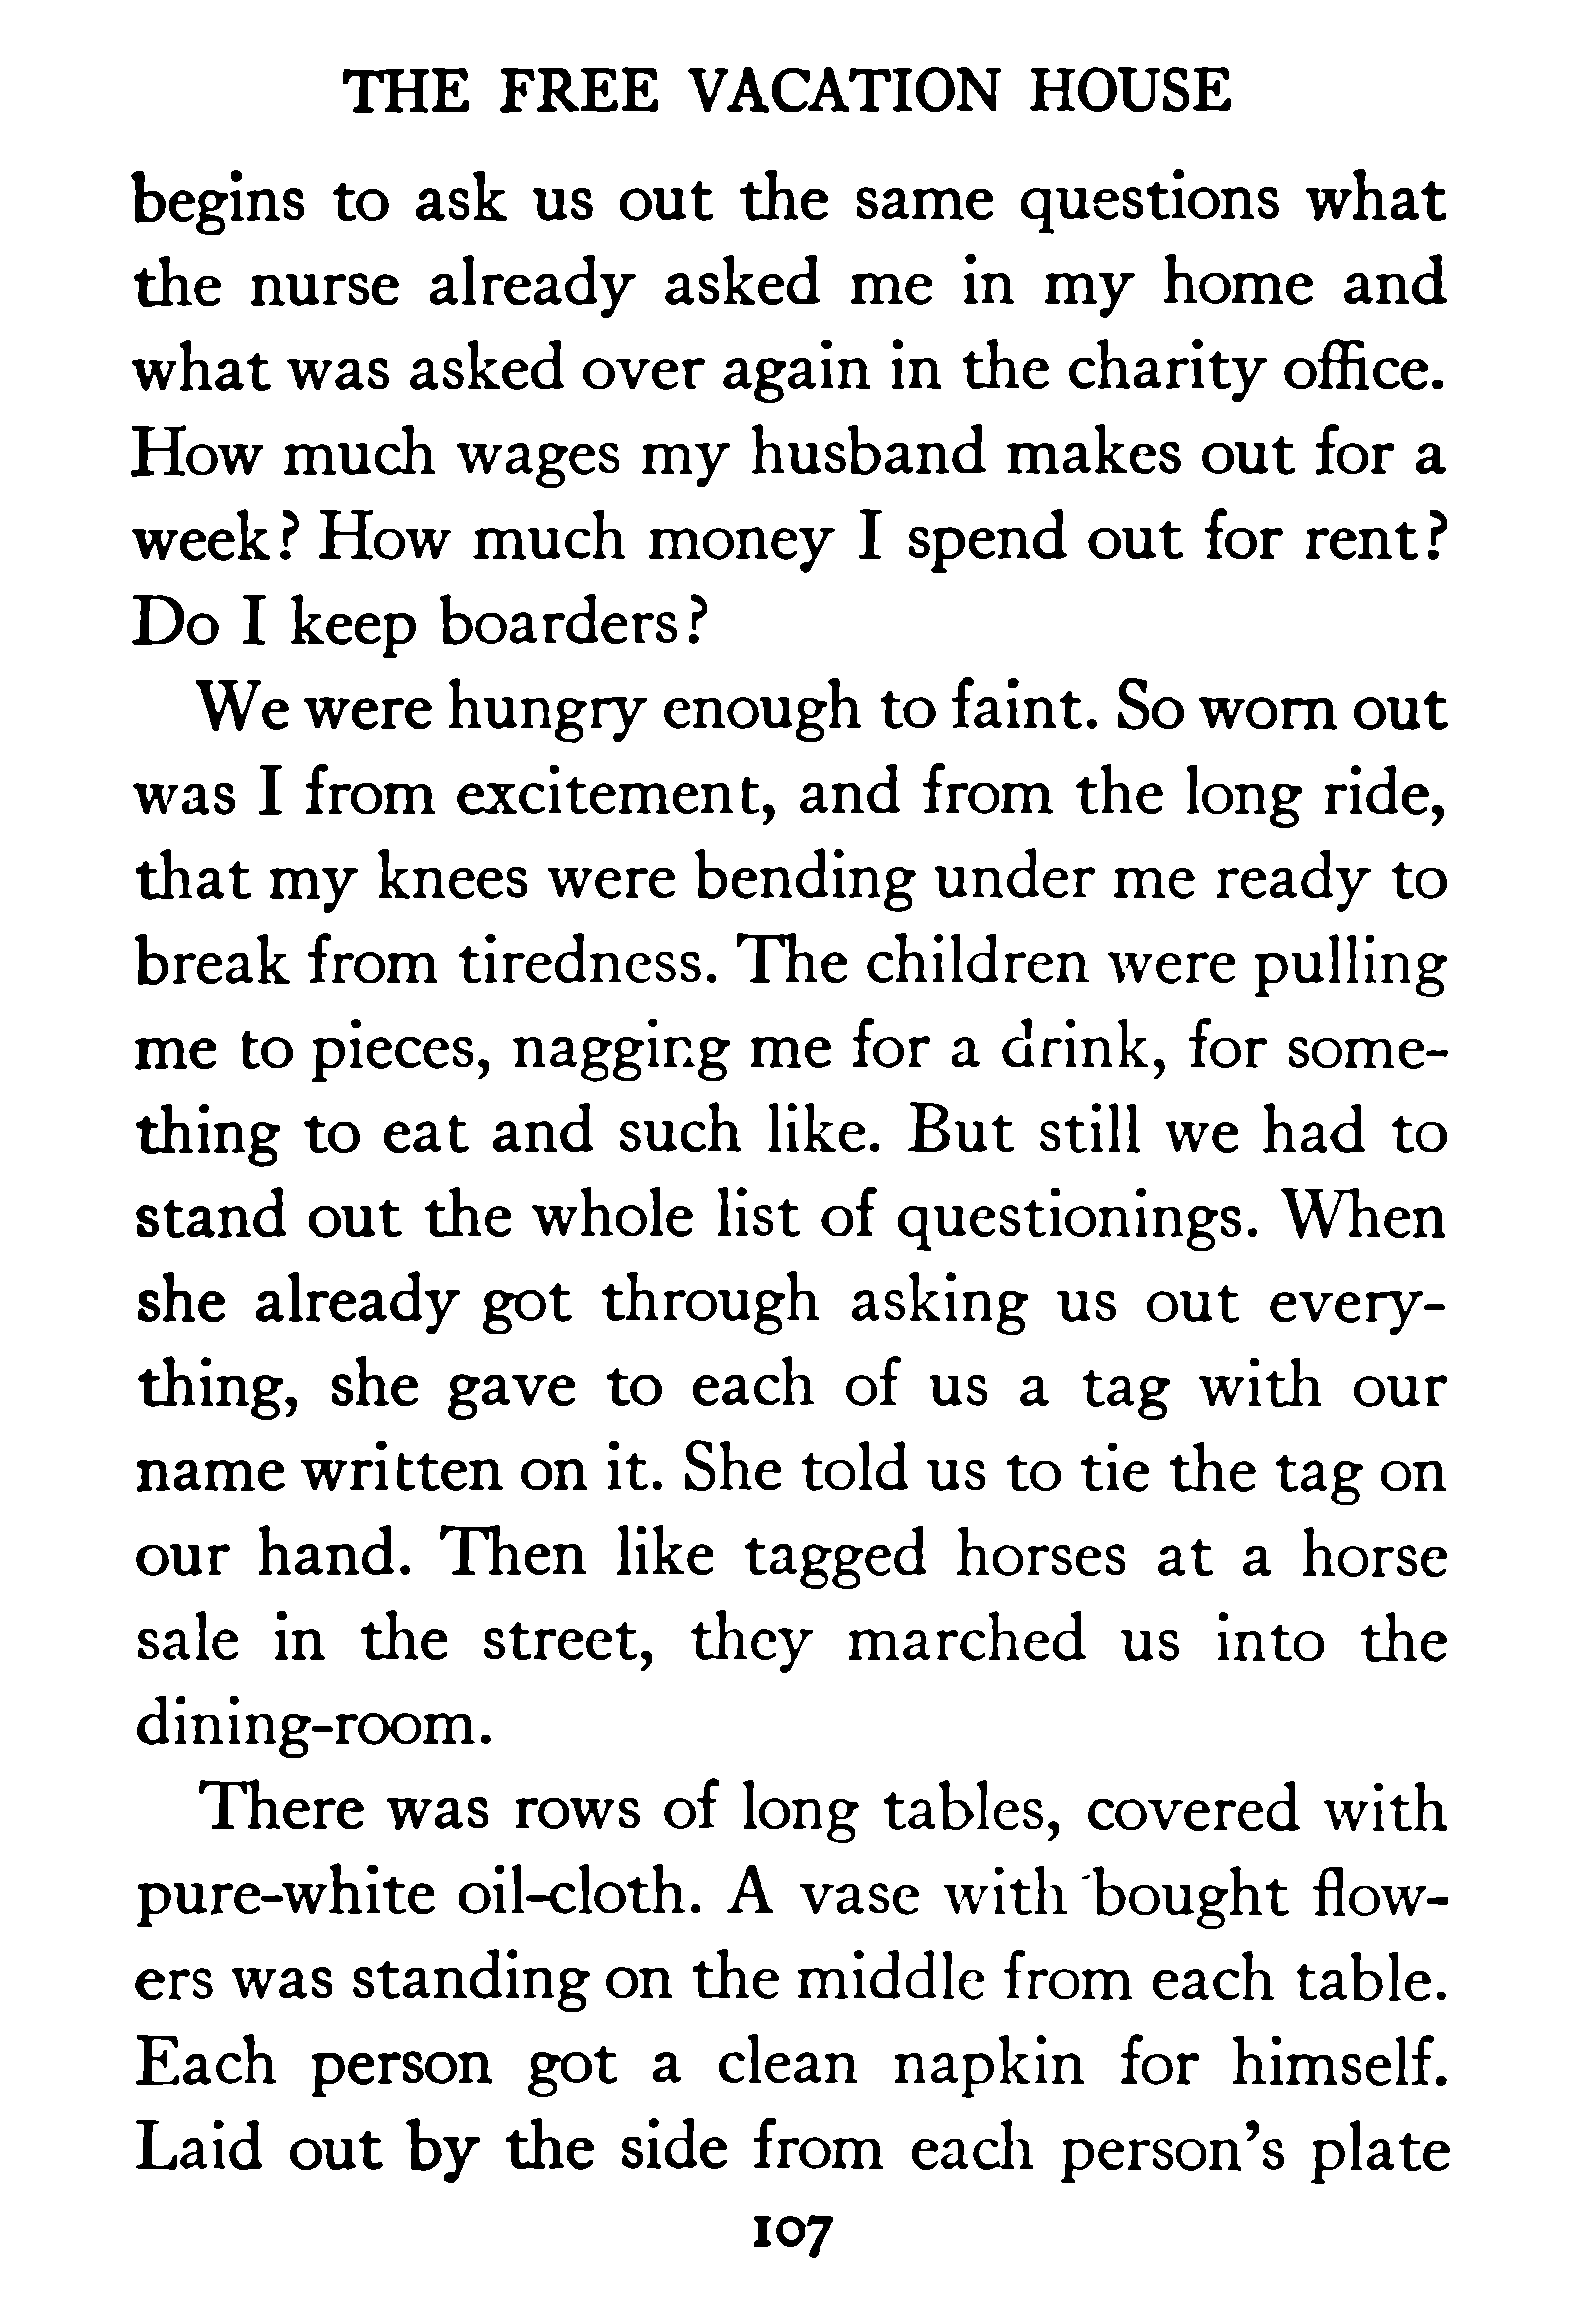 THE FREE VACATION HOUSE
begins to ask us out the same questions what
the nurse already asked me in my home and
what was asked over again in the charity office.
How much wages my husband makes out for a
week? How much money I spend out for rent?
Do I keep boarders?
We were hungry enough to faint. So worn out
was I from excitement, and from the long ride,
that my knees were bending under me ready to
break from tiredness. The children were pulling
me to pieces, nagging me for a drink, for some-
thing to eat and such like. But still we had to
stand out the whole list of questionings. When
she already got through asking us out every-
thing, she gave to each of us a tag with our
name written on it. She told us to tie the tag on
our hand. Then like tagged horses at a horse
sale in the street, they marched us into the
dining-room.
There was rows of long tables, covered with
pure-white oil-cloth. A vase with bought flow-
ers was standing on the middle from each table.
Each person got a clean napkin for himself.
Laid out by the side from each person's plate
107